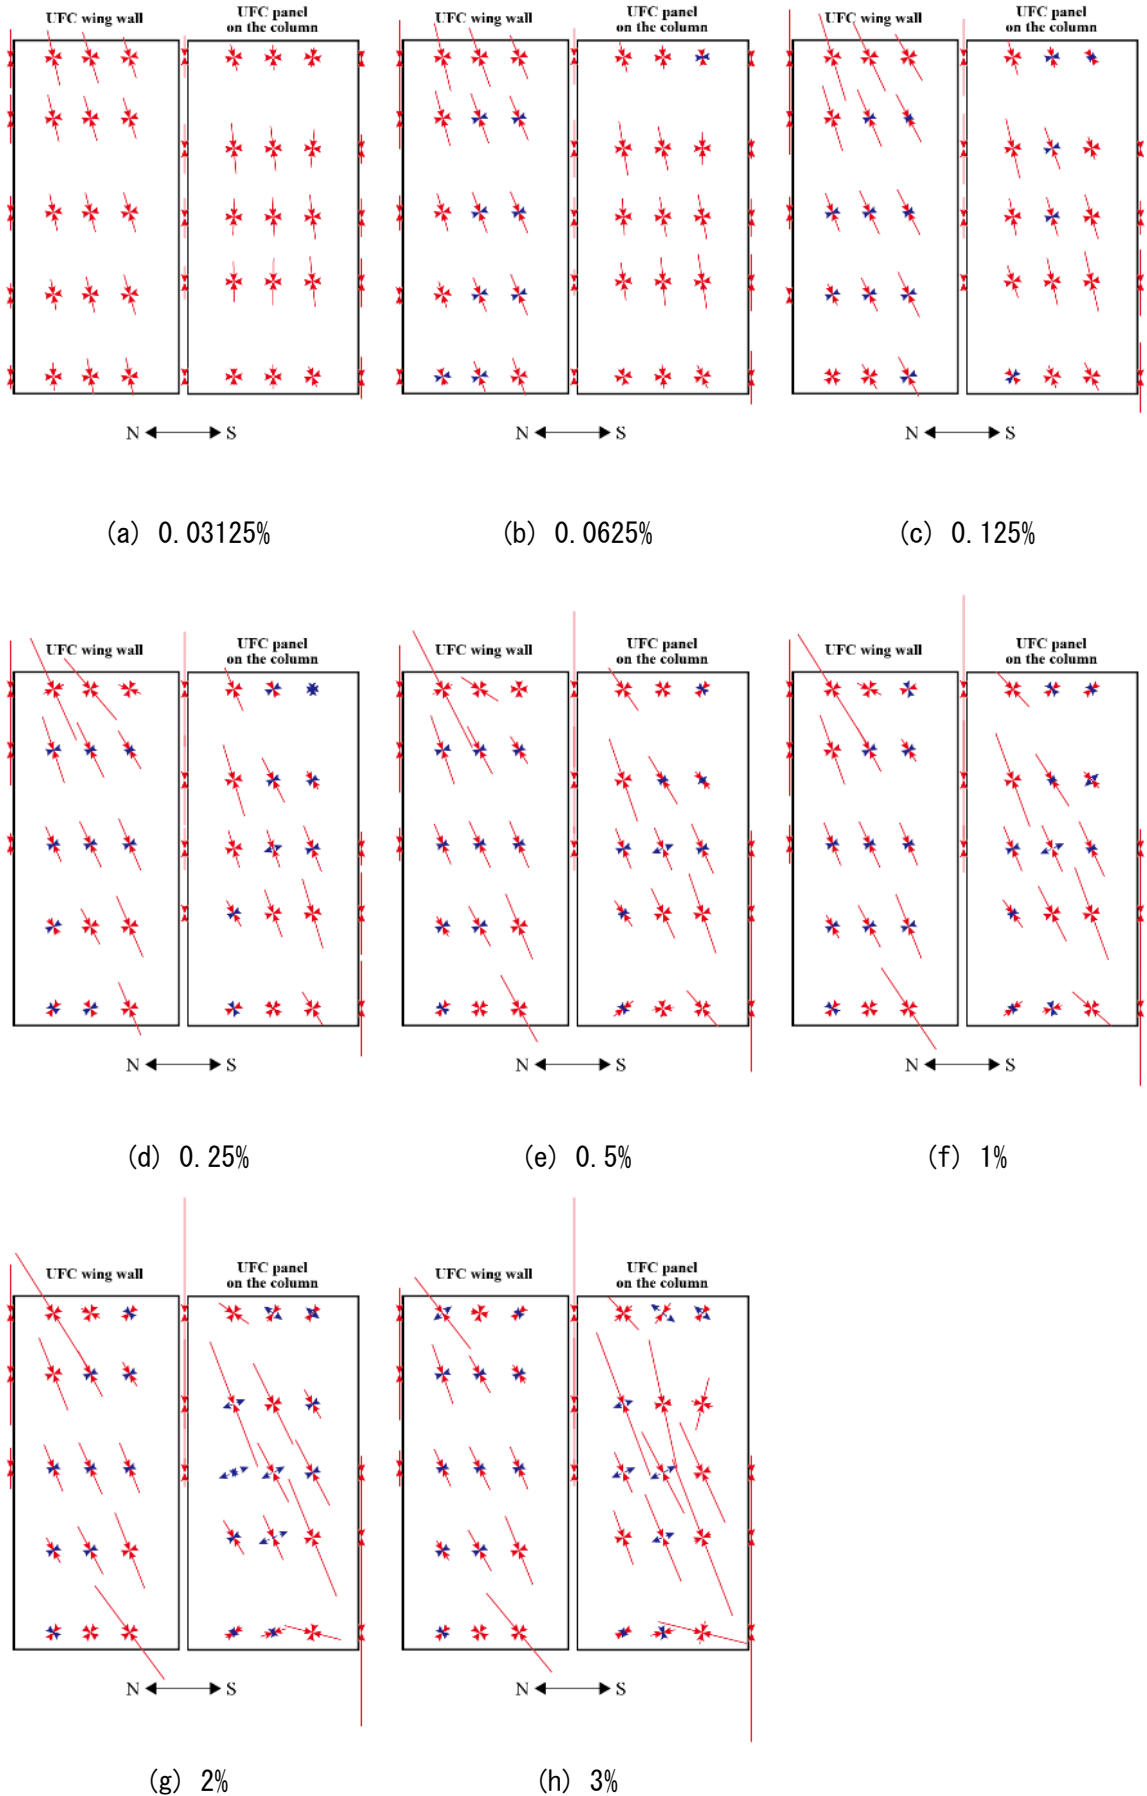 UFC wing wall
UFC panel
on the column
UFC wing wall
UFC panel
on the column
UFC wing wall
UFC panel
on the column
N S
N S
N S
(a) 0.03125%
(b) 0.0625%
(c) 0.125%
UFC wing wall
UFC panel
on the column
UFC wing wall
UFC panel
on the column
UFC wing wall
UFC panel
on the column
N S
N S
N S
(d) 0.25%
(e) 0.5%
(f) 1%
UFC wing wall
UFC panel
on the column
UFC wing wall
UFC panel
on the column
N S
N S
(g) 2%
(h) 3%